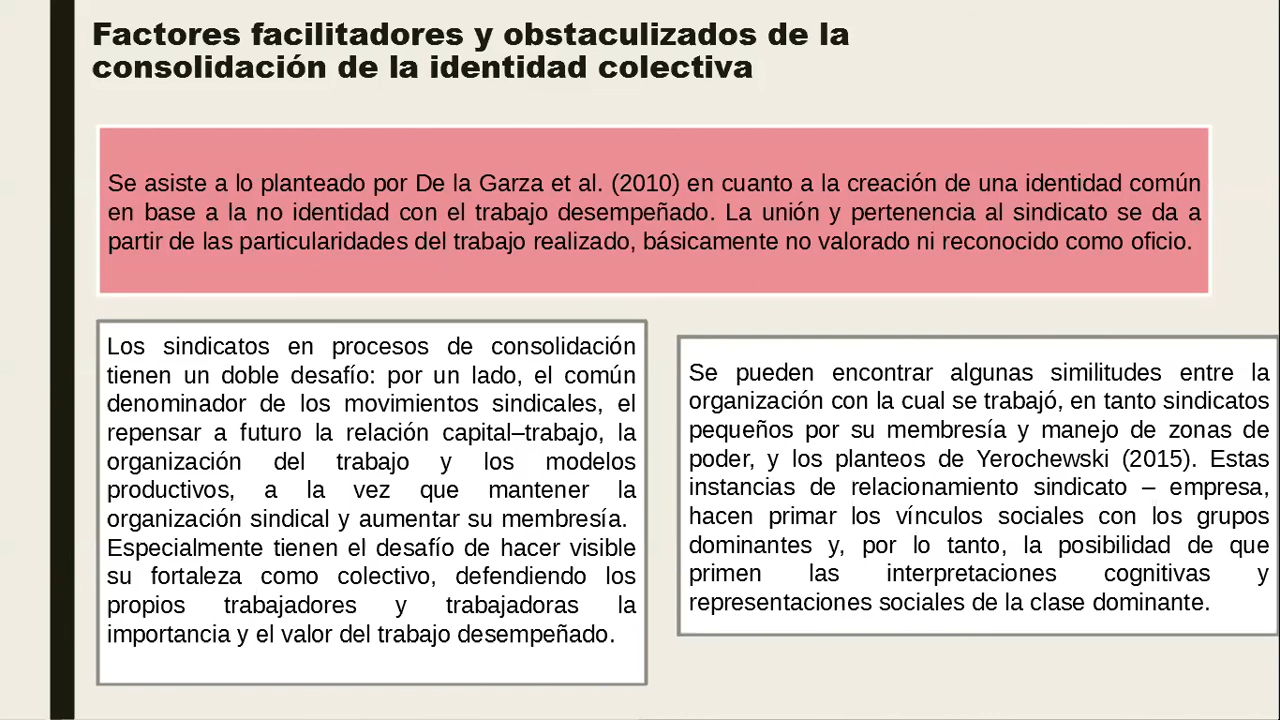 Factores facilitadores y obstaculizados de la
consolidación de la identidad colectiva
Se asiste a lo planteado por De la Garza et al. (2010) en cuanto a la creación de una identidad común
en base a la no identidad con el trabajo desempeñado. La unión y pertenencia al sindicato se da a
partir de las particularidades del trabajo realizado, básicamente no valorado ni reconocido como oficio.
Los sindicatos en procesos de consolidación
tienen un doble desafío: por un lado, el común
denominador de los movimientos sindicales, el
repensar a futuro la relación capital–trabajo, la
organización del trabajo y los modelos
productivos, a la vez que mantener la
organización sindical y aumentar su membresía.
Especialmente tienen el desafío de hacer visible
su fortaleza como colectivo, defendiendo los
propios trabajadores y trabajadoras la
importancia y el valor del trabajo desempeñado.
Se pueden encontrar algunas similitudes entre la
organización con la cual se trabajó, en tanto sindicatos
pequeños por su membresía y manejo de zonas de
poder, y los planteos de Yerochewski (2015). Estas
instancias de relacionamiento sindicato – empresa,
hacen primar los vínculos sociales con los grupos
dominantes y, por lo tanto, la posibilidad de que
primen las interpretaciones cognitivas y
representaciones sociales de la clase dominante.